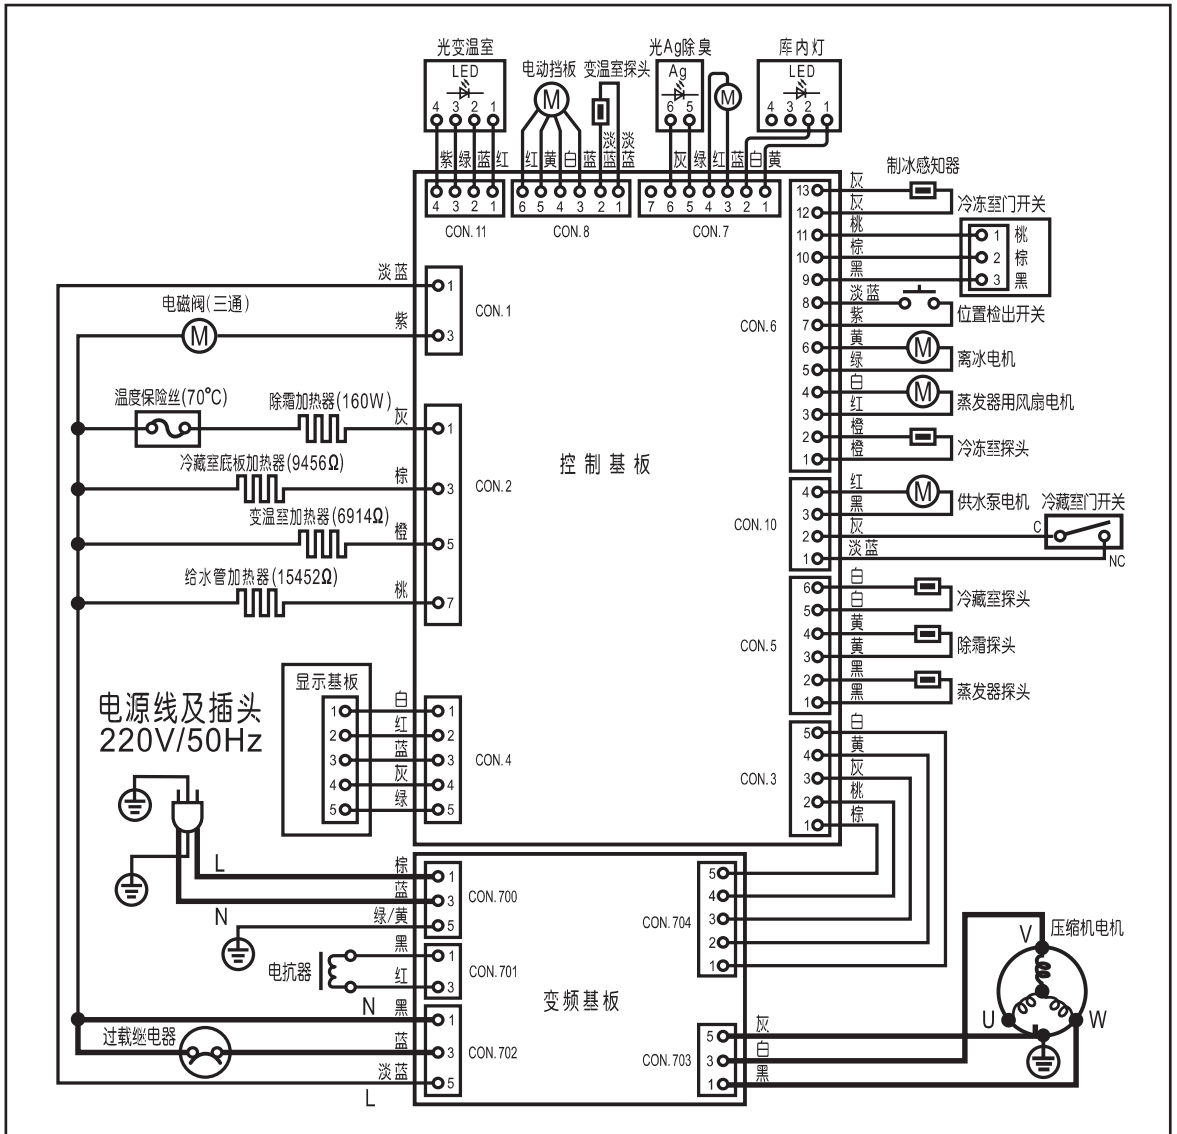 光变温室
光Ag除臭
库内灯
LED
电动挡板
变温室探头
Ag
LED
M
M
4 3 2 1
6 5
4 3 2 1
淡 淡
紫 绿 蓝 红
红 黄 白 蓝 蓝 蓝
灰 绿 红 蓝 白 黄
4 3 2 1
6 5 4 3 2 1
7 6 5 4 3 2 1
CON.11
CON.8
CON.7
淡蓝
1
电磁阀(三通)
CON.1
M
紫
3
温度保险丝(70℃)
除霜加热器(160W)
灰
1
冷藏室底板加热器(9456Ω)
棕
3
CON.2
变温室加热器(6914Ω)
橙
5
给水管加热器(15452Ω)
桃
7
控制基板
制冰感知器
13 灰
12 灰
冷冻室门开关
11 桃 1 桃
10 棕 2 棕
9 黑 3 黑
8 淡蓝
7 紫
位置检出开关
CON.6
6 黄 M
5 绿
离冰电机
4 白 M
3 红
蒸发器用风扇电机
2 橙
1 橙
冷冻室探头
4 红 M
3 黑
供水泵电机
冷藏室门开关
CON.10
2 灰 C
1 淡蓝
NC
6 白
5 白
冷藏室探头
4 黄
3 黄
除霜探头
CON.5
2 黑
1 黑
蒸发器探头
显示基板
1 白 1
2 红 2
3 蓝 3
4 灰 4
5 绿 5
CON.4
电源线及插头
220V/50Hz
5 白
4 黄
3 灰
2 桃
1 棕
CON.3
L 棕 1
蓝 3
N 绿/黄 5
CON.700
黑 1
电抗器
红 3
CON.701
N 黑 1
过载继电器
蓝 3
CON.702
淡蓝 5
L
变频基板
5
4
3
2
1
CON.704
5 灰
3 白
1 黑
CON.703
V
压缩机电机
U
W